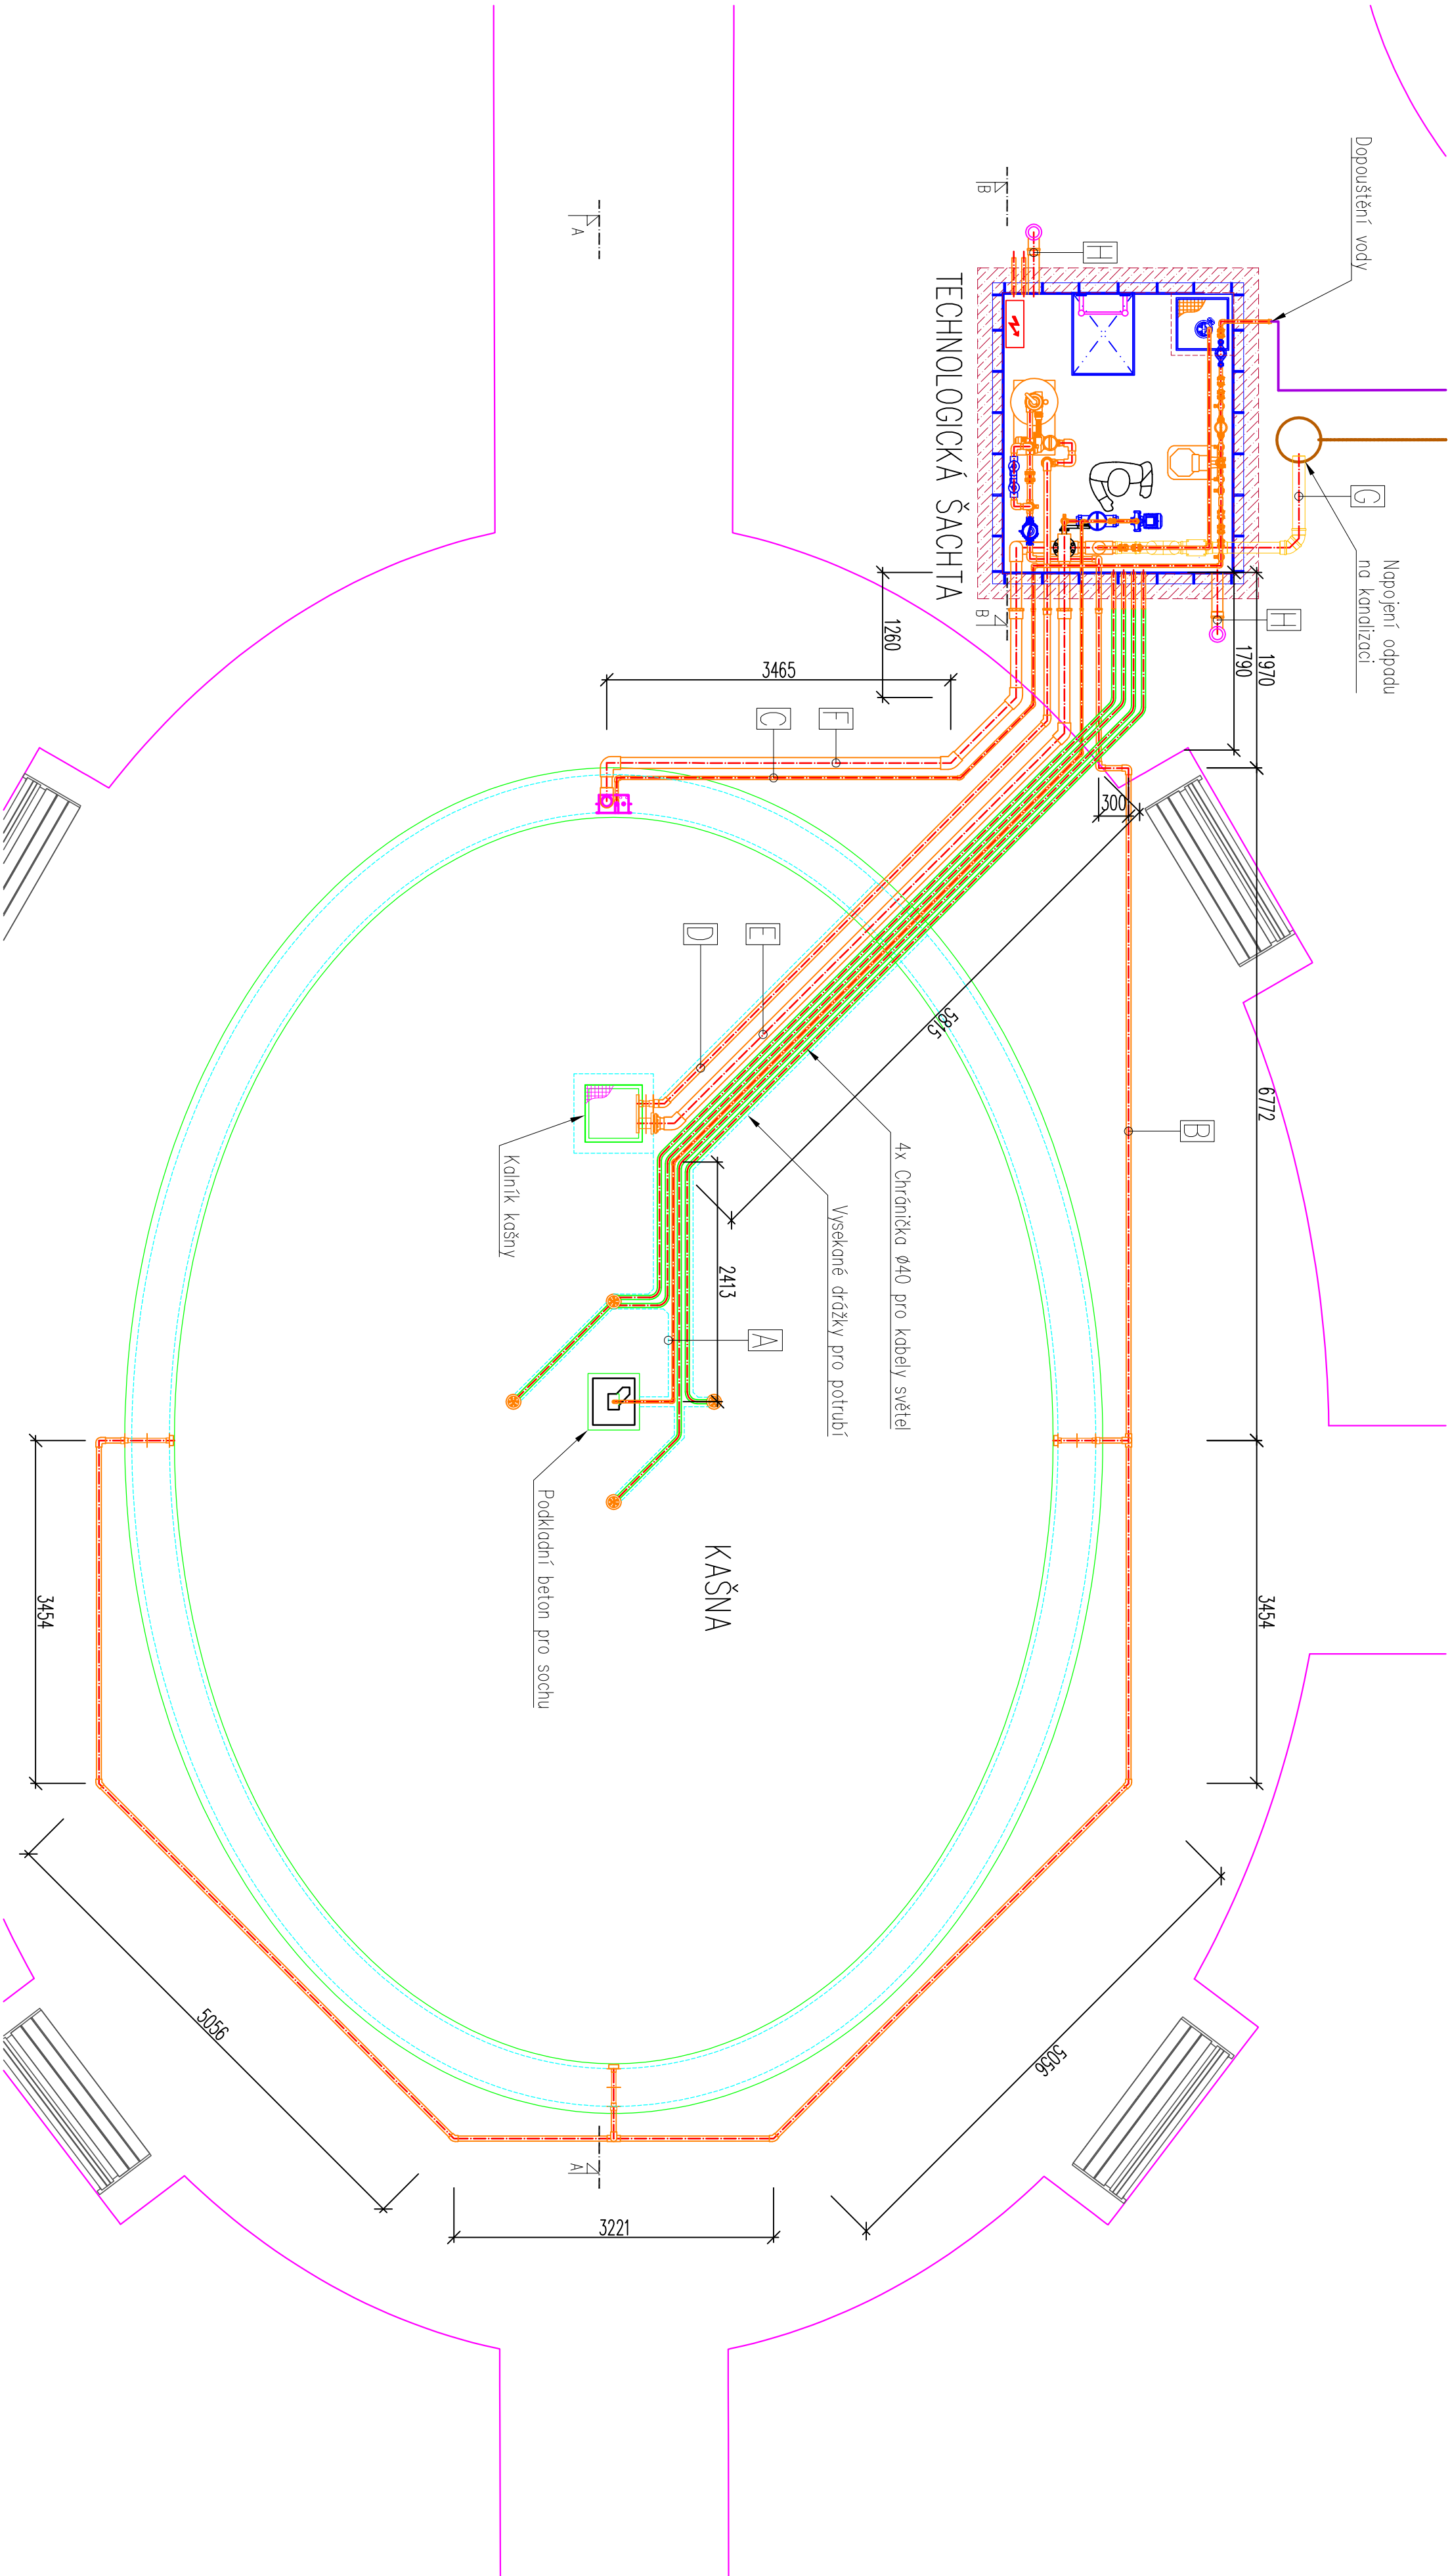 Dopouštění vody
Napojení odpadu
na kanalizaci
G
H
H
B
B
TECHNOLOGICKÁ ŠACHTA
A
1970
1790
1260
3465
C
F
300
D
E
5815
6772
B
4x Chránička ø40 pro kabely světel
Vysekané drážky pro potrubí
Kalník kašny
2413
A
Podkladní beton pro sochu
KAŠNA
3454
3454
5056
5056
A
3221